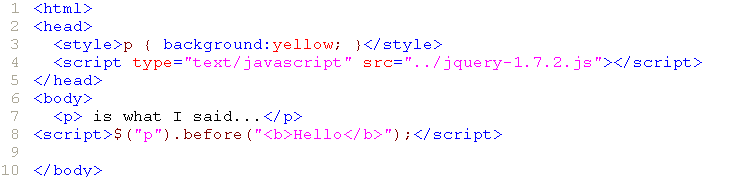 1 <html>
2 <head>
3   <style>p { background:yellow; }</style>
4   <script type="text/javascript" src="../jquery-1.7.2.js"></script>
5 </head>
6 <body>
7   <p> is what I said...</p>
8 <script>$("p").before("<b>Hello</b>");</script>
9
10 </body>